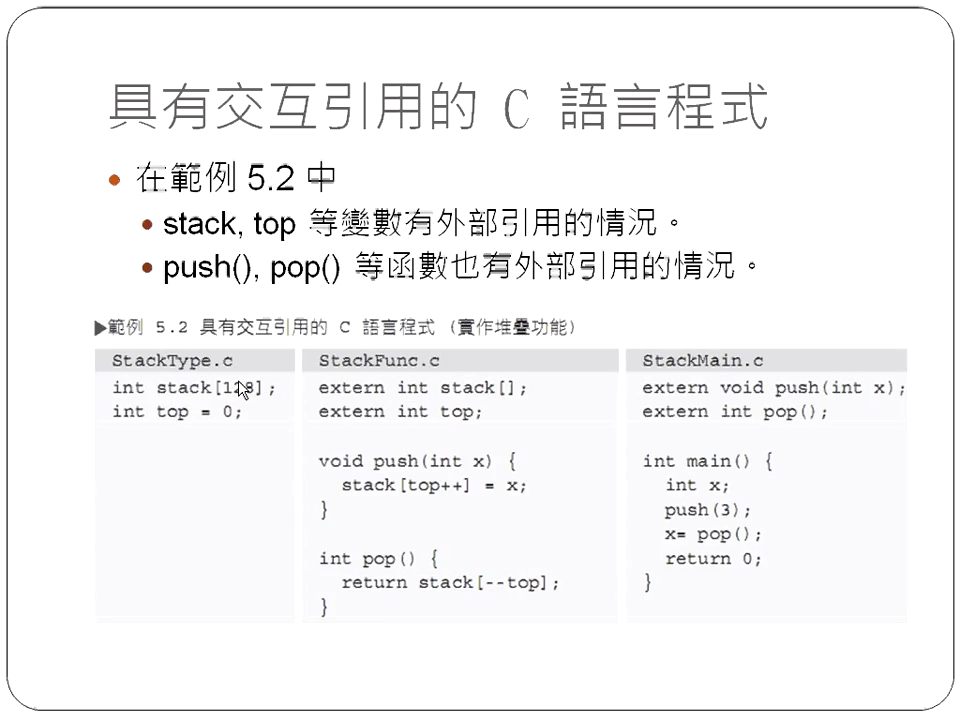 具有交互引用的 C 語言程式
• 在範例 5.2 中
• stack, top 等變數有外部引用的情況。
• push(), pop() 等函數也有外部引用的情況。
▶範例 5.2 具有交互引用的 C 語言程式 (實作堆疊功能)
StackType.c
int stack[128];
int top = 0;
StackFunc.c
extern int stack[];
extern int top;
void push(int x) {
stack[top++] = x;
}
int pop() {
return stack[--top];
}
StackMain.c
extern void push(int x);
extern int pop();
int main() {
int x;
push(3);
x= pop();
return 0;
}